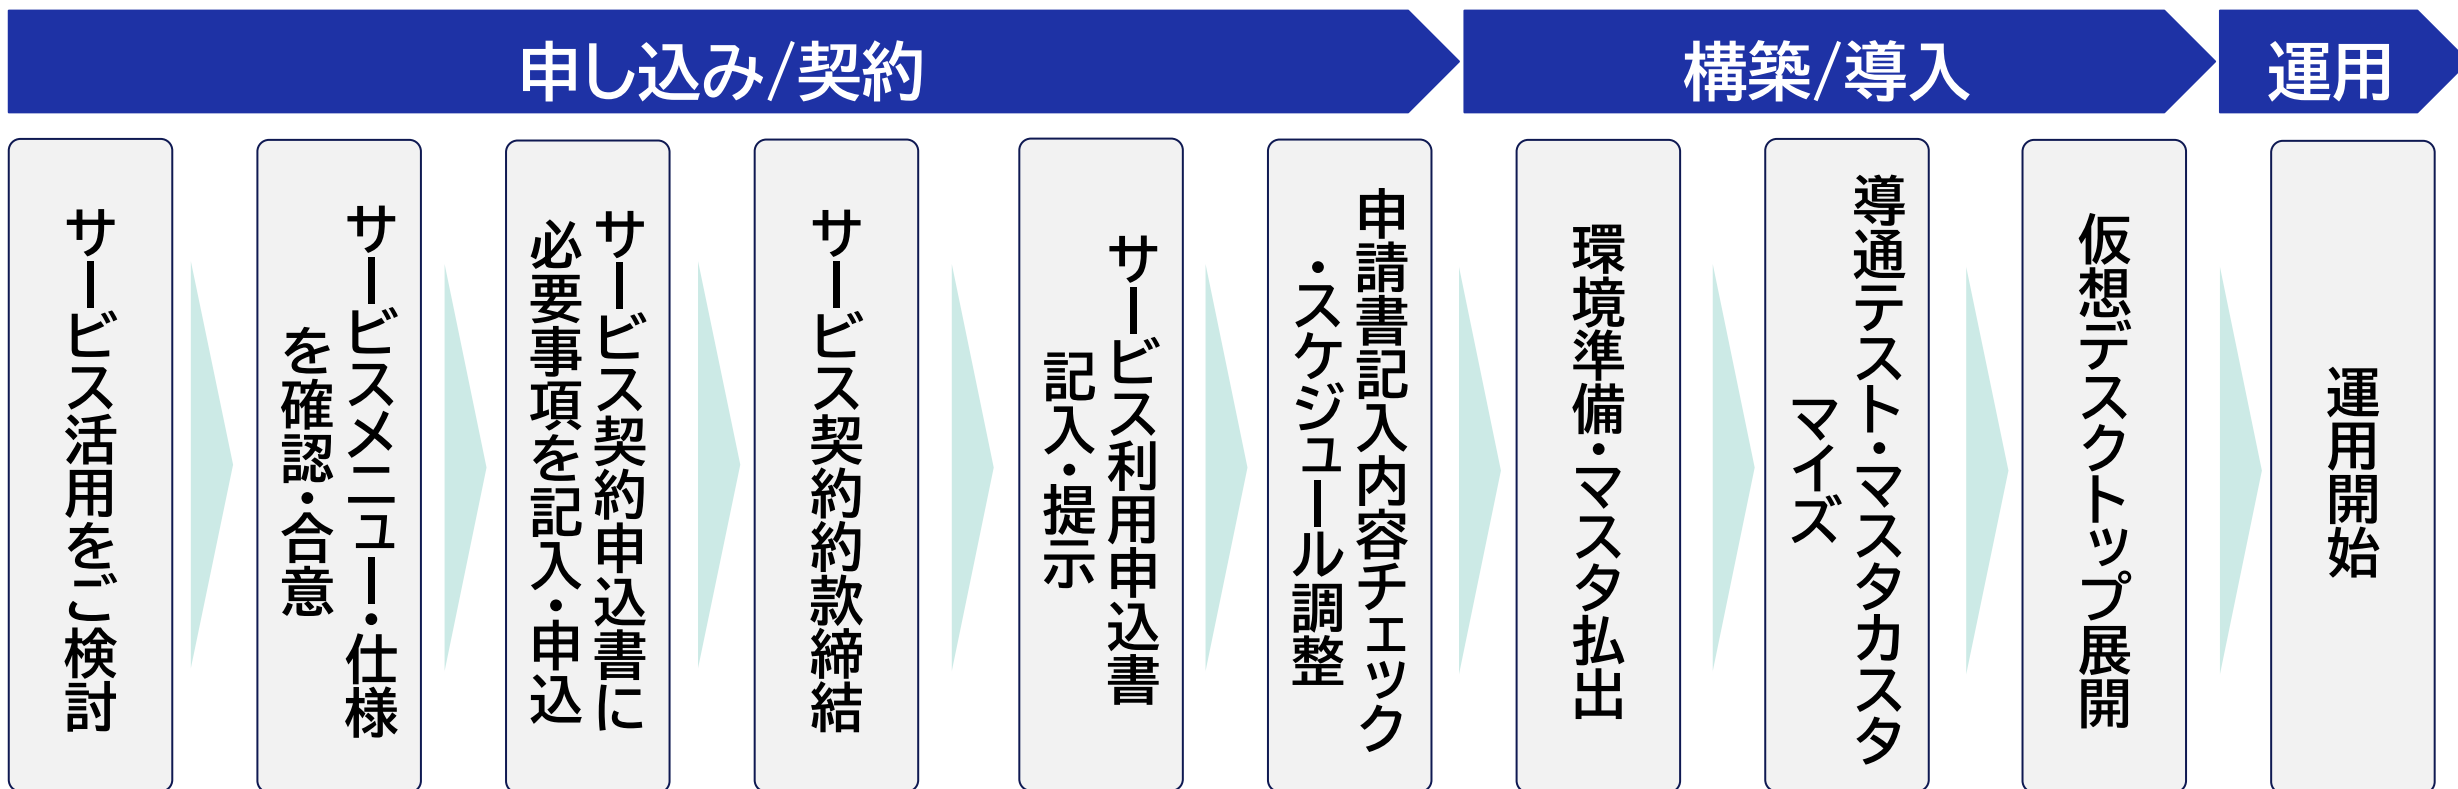 申し込み/契約
構築/導入
運用
サービス活用をご検討
サービスメニュー・仕様
を確認・合意
サービス契約申込書に
必要事項を記入・申込
サービス契約約款締結
サービス利用申込書
記入・提示
申請書記入内容チェック
・スケジュール調整
環境準備・マスタ払出
導通テスト・マスタカスタ
マイズ
仮想デスクトップ展開
運用開始